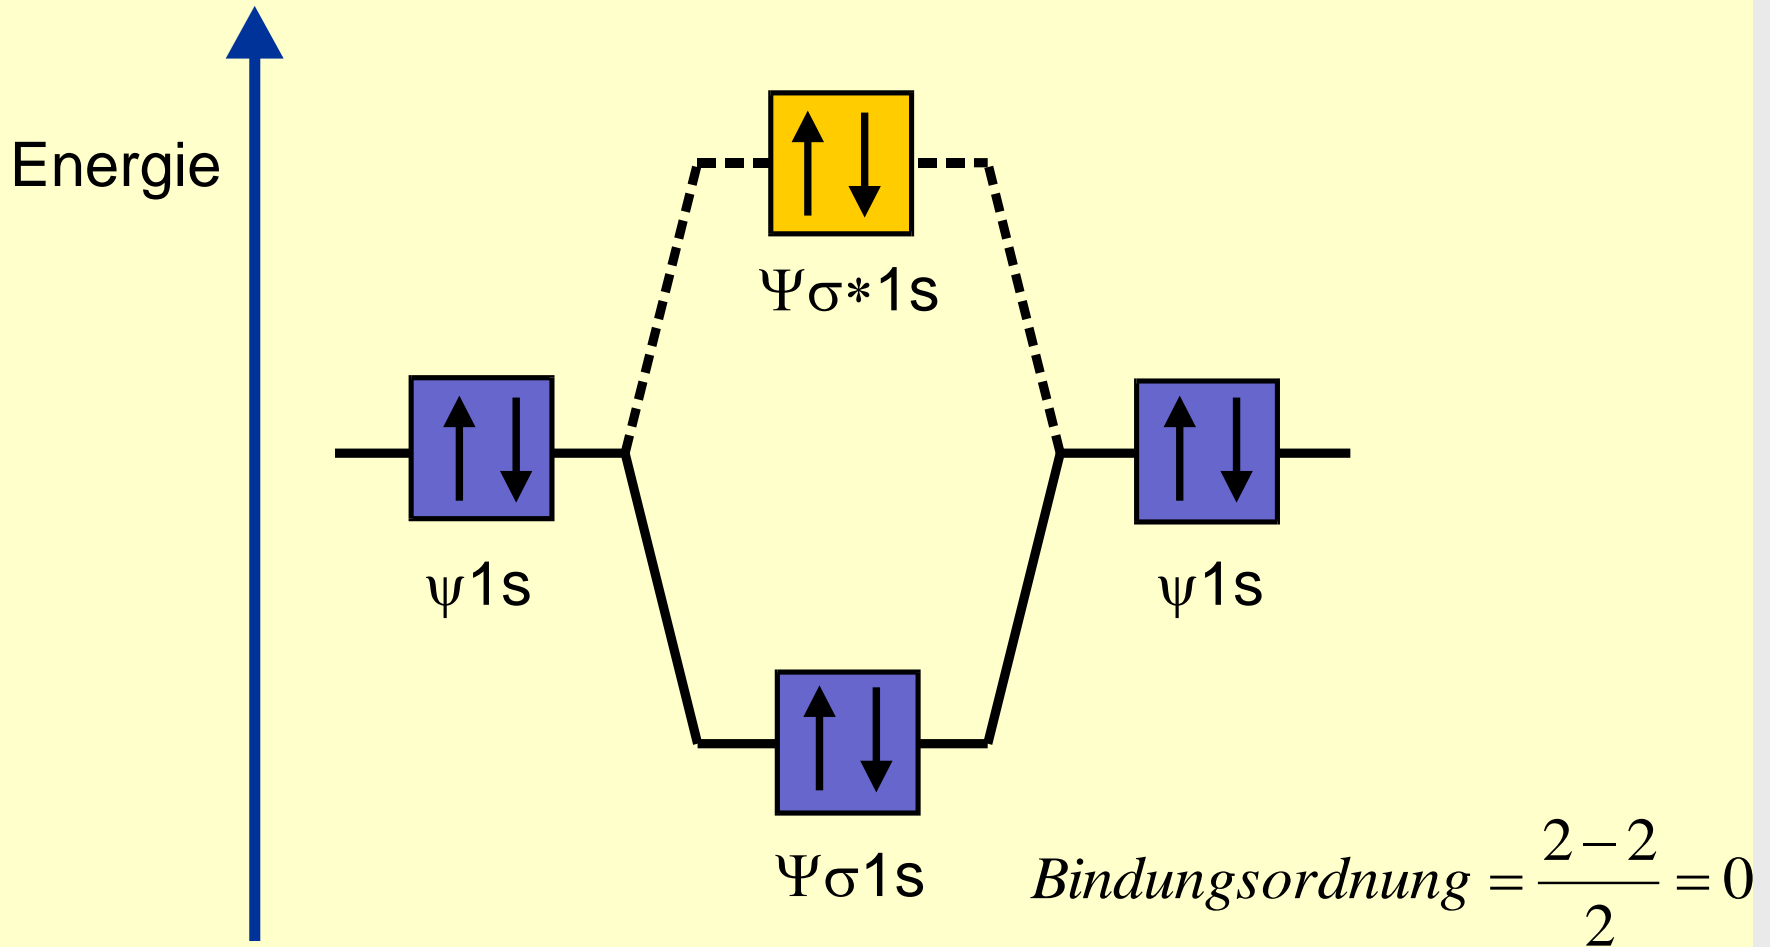 Energie
Ψσ*1s
ψ1s
ψ1s
Ψσ1s
Bindungsordnung = (2 − 2)/2 = 0